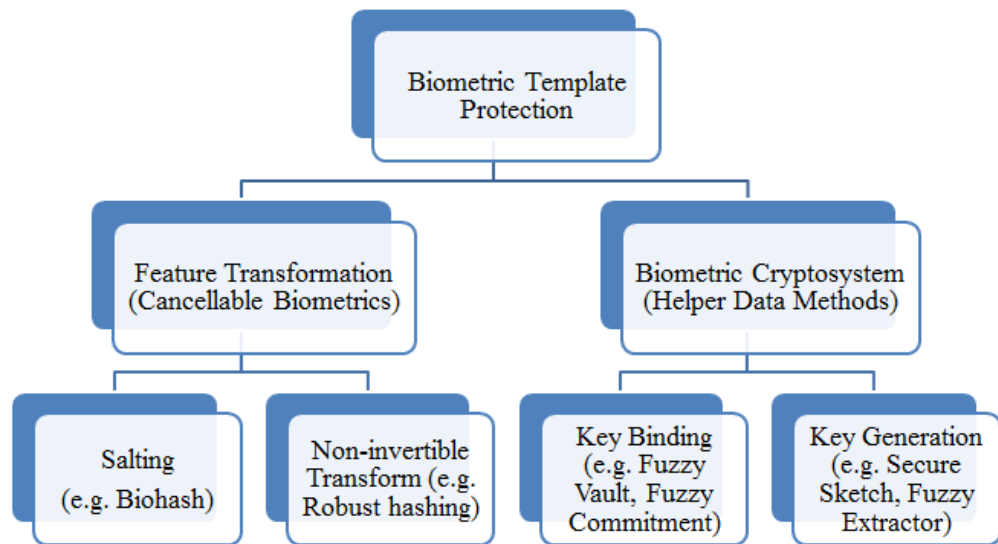 Biometric Template
Protection
Feature Transformation
(Cancellable Biometrics)
Biometric Cryptosystem
(Helper Data Methods)
Salting
(e.g. Biohash)
Non-invertible
Transform (e.g.
Robust hashing)
Key Binding
(e.g. Fuzzy
Vault, Fuzzy
Commitment)
Key Generation
(e.g. Secure
Sketch, Fuzzy
Extractor)